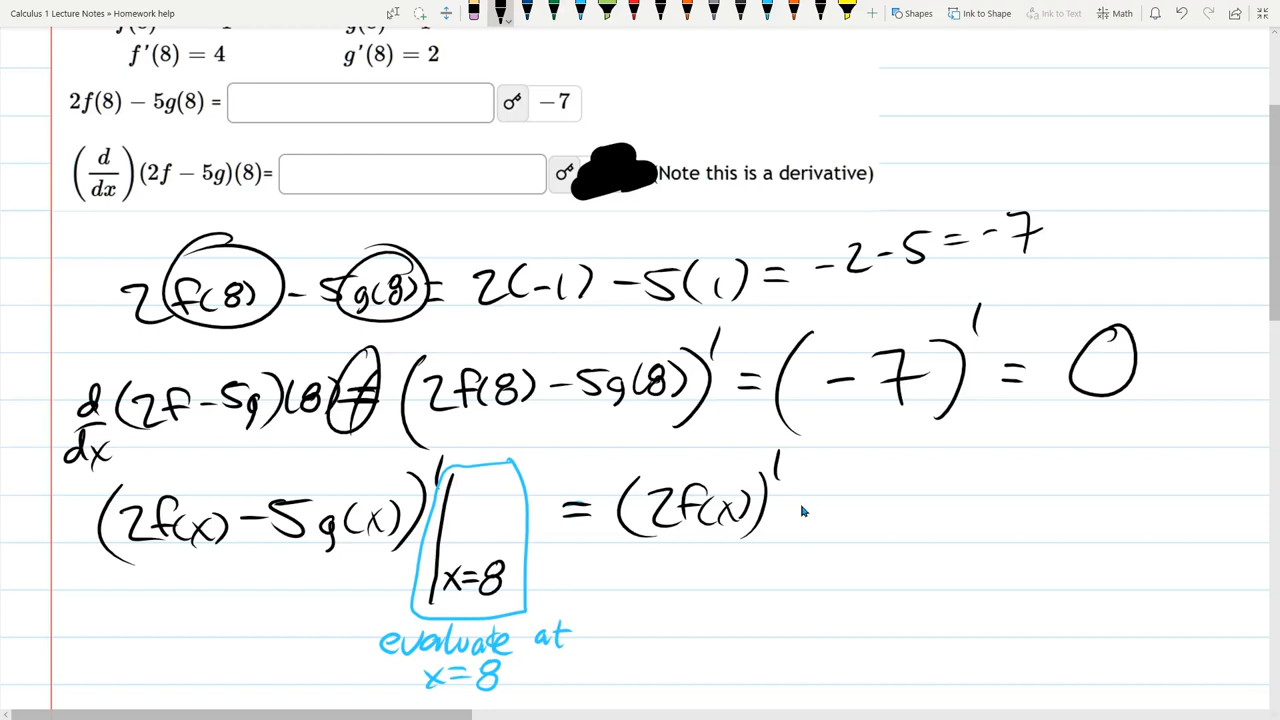 Calculus 1 Lecture Notes » Homework help
Shapes Ink to Shape Ink to Text Math
f'(8) = 4 g'(8) = 2
2f(8) − 5g(8) = −7
(d/dx)(2f − 5g)(8)= (Note this is a derivative)
2f(8) - 5g(8) = 2(-1) - 5(1) = -2 - 5 = -7
d/dx (2f - 5g)(8) ≠ (2f(8) - 5g(8))' = (-7)' = 0
(2f(x) - 5g(x))' | x=8 = (2f(x))'
evaluate at
x=8